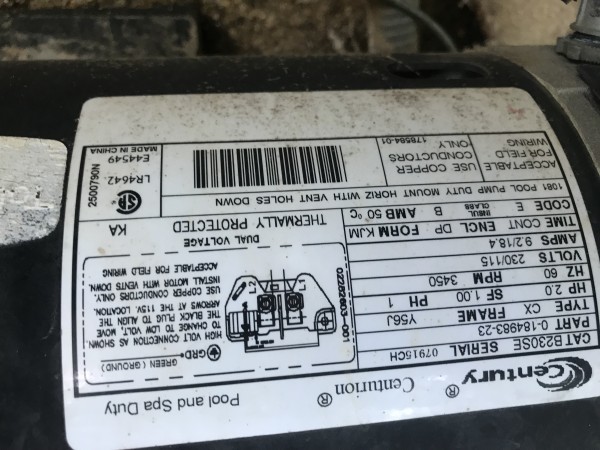 Century ® Centurion ® Pool and Spa Duty
CAT B230SE SERIAL 07915CH
PART 0-184983-23
TYPE CX FRAME Y56J
HP 2.0 SF 1.00 PH 1
HZ 60 RPM 3450
VOLTS 230/115
AMPS 9.2/18.4
TIME CONT ENCL DP FORM KJM
CODE E INSUL CLASS B AMB 50 °C
1081 POOL PUMP DUTY MOUNT HORIZ WITH VENT HOLES DOWN
ACCEPTABLE
FOR FIELD
WIRING
USE COPPER
CONDUCTORS
ONLY
178584-01
GREEN (GROUND)
GRD
HIGH VOLT CONNECTION AS SHOWN.
TO CHANGE TO LOW VOLT, MOVE
THE BLACK PLUG TO ALIGN THE
ARROWS AT THE 115V. LOCATION.
INSTALL MOTOR WITH VENTS DOWN.
USE COPPER CONDUCTORS ONLY.
ACCEPTABLE FOR FIELD WIRING
DUAL VOLTAGE
THERMALLY PROTECTED KA
LR4642
E44549
MADE IN CHINA
2500790N